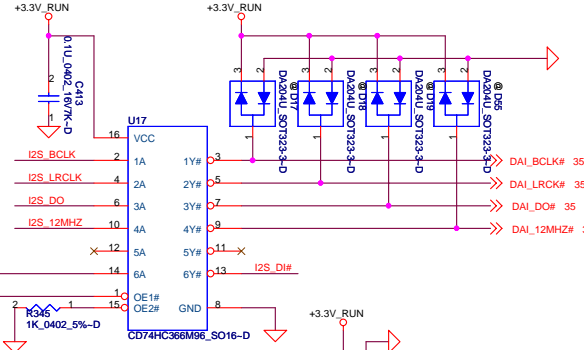 +3.3V_RUN
+3.3V_RUN
0.1U_0402_16V7K~D
C413
2
1
3
2
1
@ D17
DA204U_SOT323-3~D
3
2
1
@ D18
DA204U_SOT323-3~D
3
2
1
@ D19
DA204U_SOT323-3~D
3
2
1
@ D55
DA204U_SOT323-3~D
U17
16 VCC
I2S_BCLK 2 1A 1Y# 3 DAI_BCLK# 35
I2S_LRCLK 4 2A 2Y# 5 DAI_LRCK# 35
I2S_DO 6 3A 3Y# 7 DAI_DO# 35
I2S_12MHZ 10 4A 4Y# 9 DAI_12MHZ#
12 5A 5Y# 11
14 6A 6Y# 13 I2S_DI#
1 OE1#
2 1 15 OE2# GND 8
R345
1K_0402_5%~D
CD74HC366M96_SO16~D
+3.3V_RUN